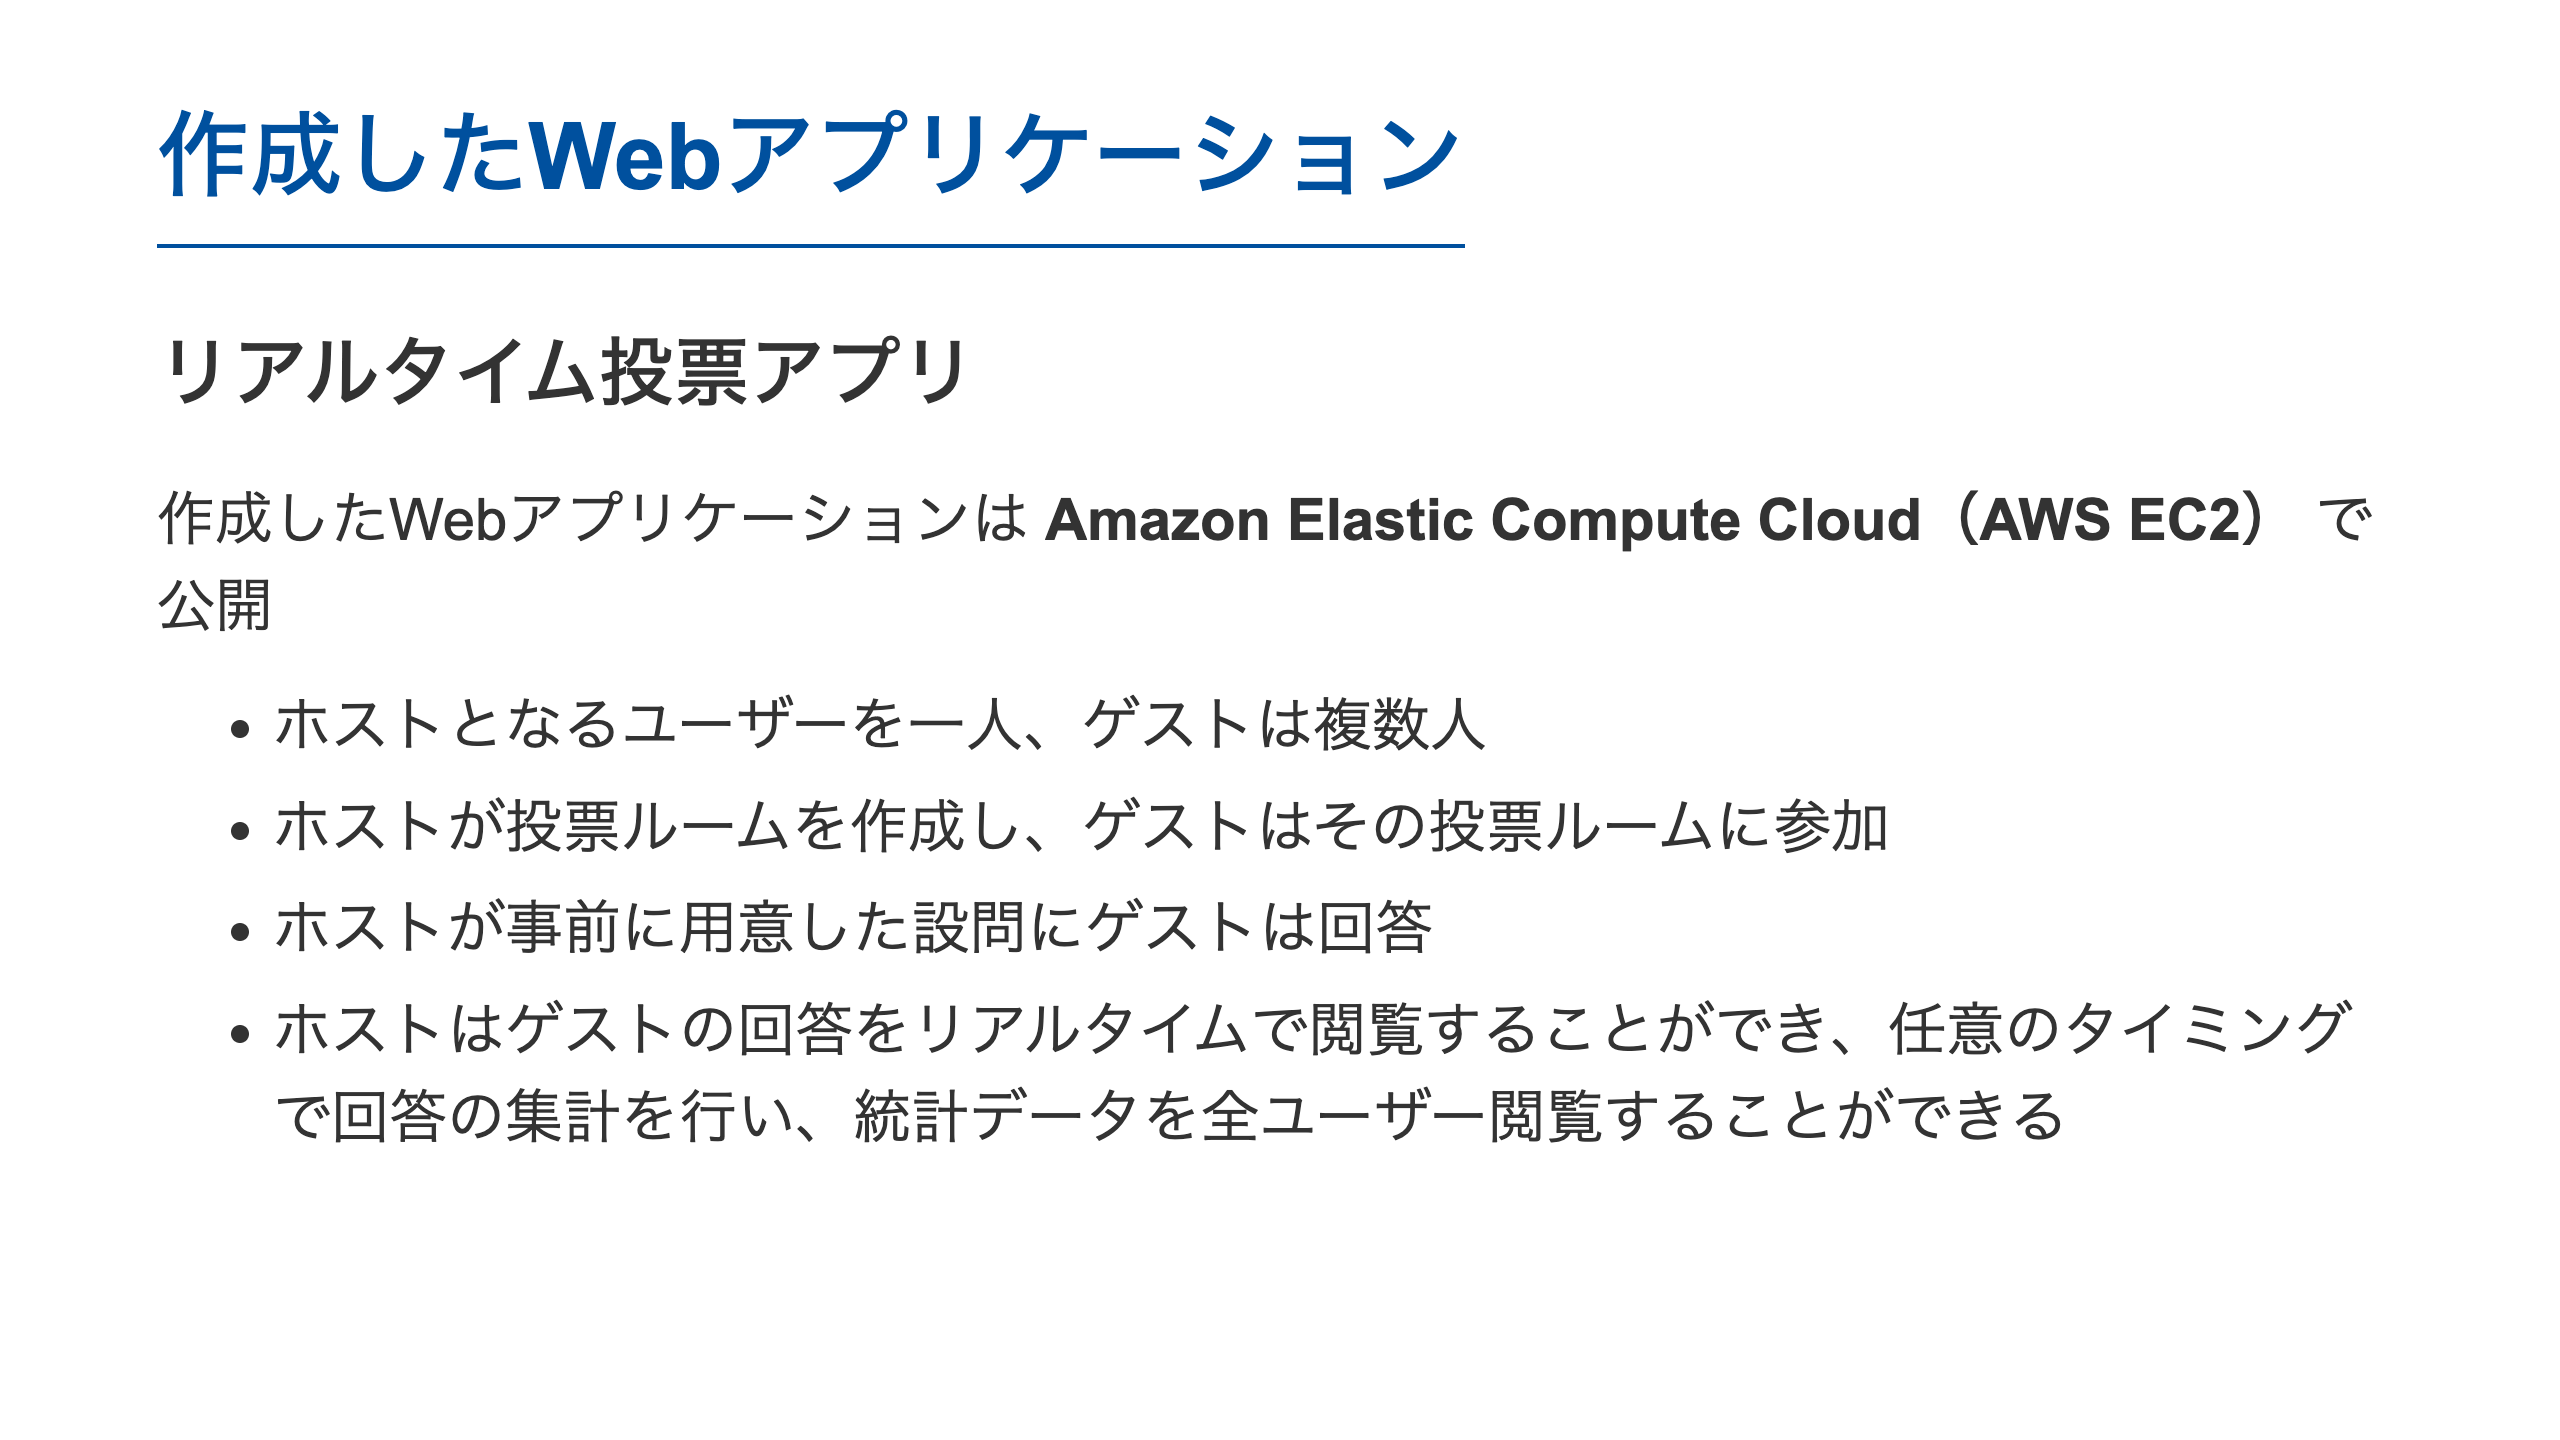 作成したWebアプリケーション
リアルタイム投票アプリ
作成したWebアプリケーションは Amazon Elastic Compute Cloud（AWS EC2） で
公開
• ホストとなるユーザーを一人、ゲストは複数人
• ホストが投票ルームを作成し、ゲストはその投票ルームに参加
• ホストが事前に用意した設問にゲストは回答
• ホストはゲストの回答をリアルタイムで閲覧することができ、任意のタイミング
で回答の集計を行い、統計データを全ユーザー閲覧することができる